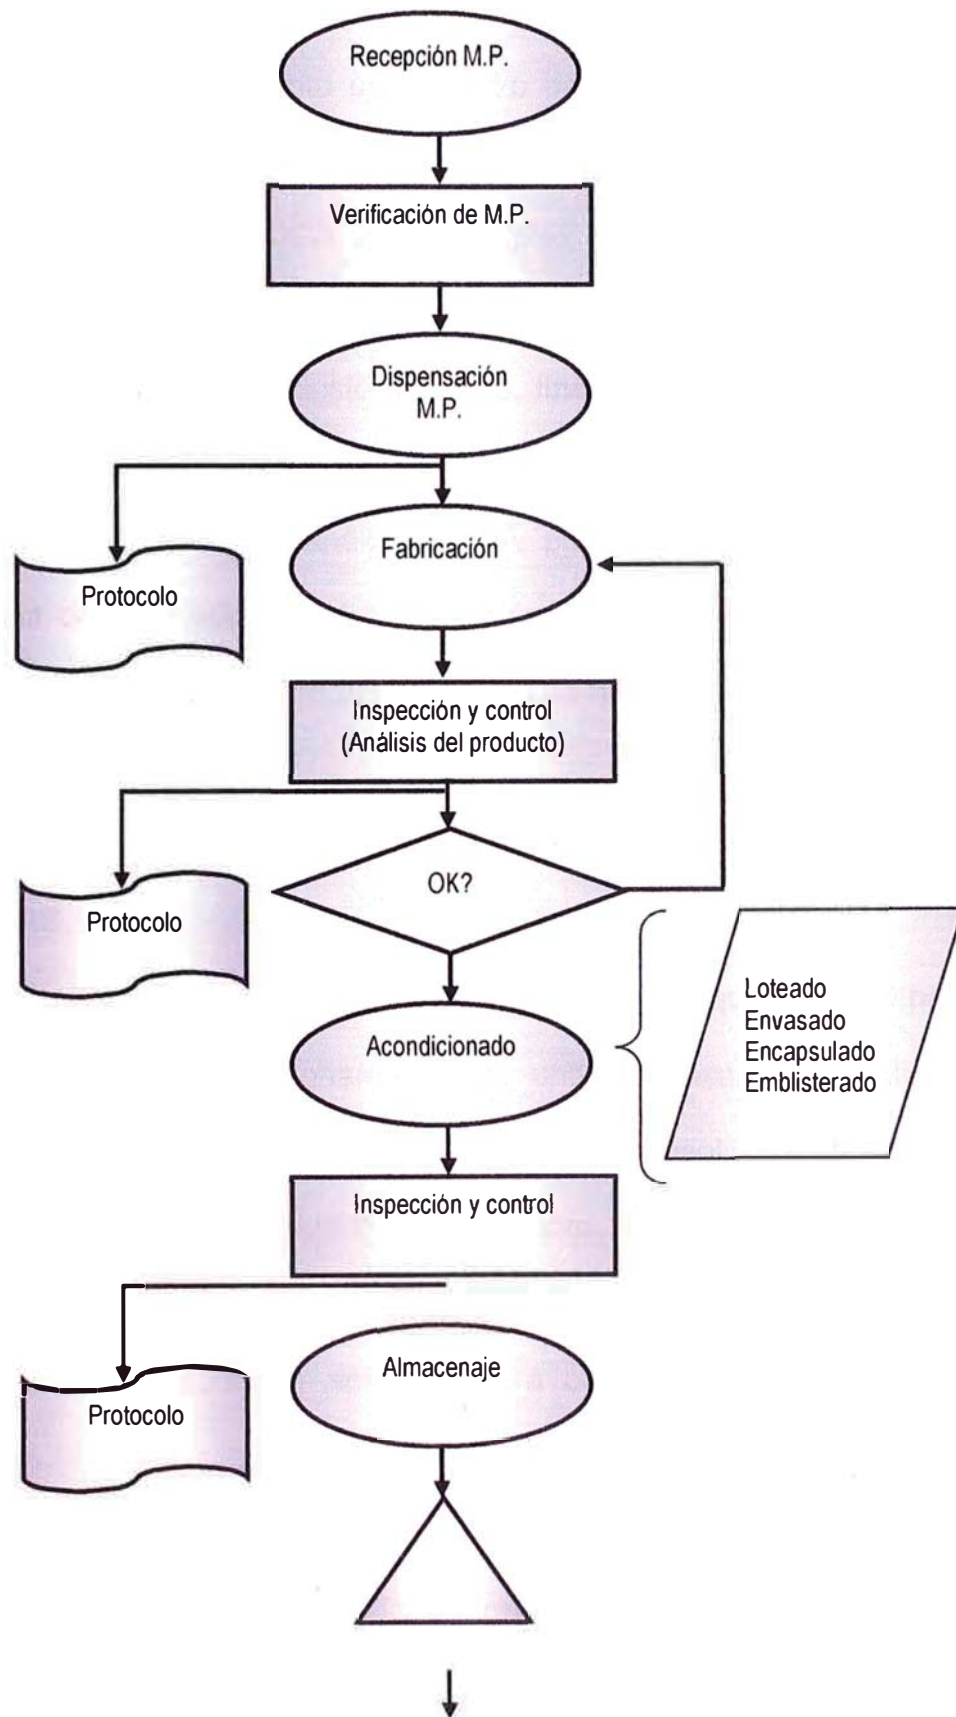 Recepción M.P.
Verificación de M.P.
Dispensación
M.P.
Fabricación
Protocolo
Inspección y control
(Análisis del producto)
OK?
Protocolo
Loteado
Envasado
Encapsulado
Emblisterado
Acondicionado
Inspección y control
Almacenaje
Protocolo